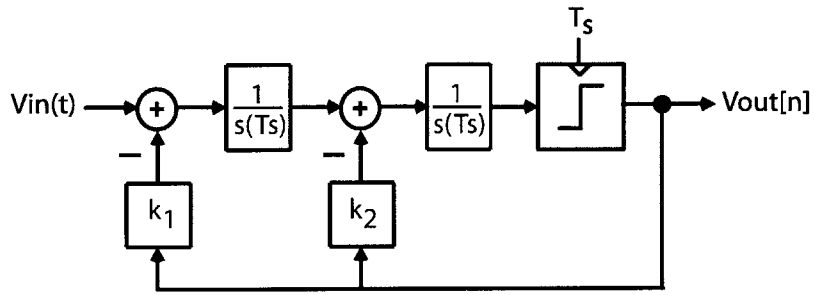 Ts
Vin(t) + 1/s(Ts) + 1/s(Ts) Vout[n]
− −
k1 k2